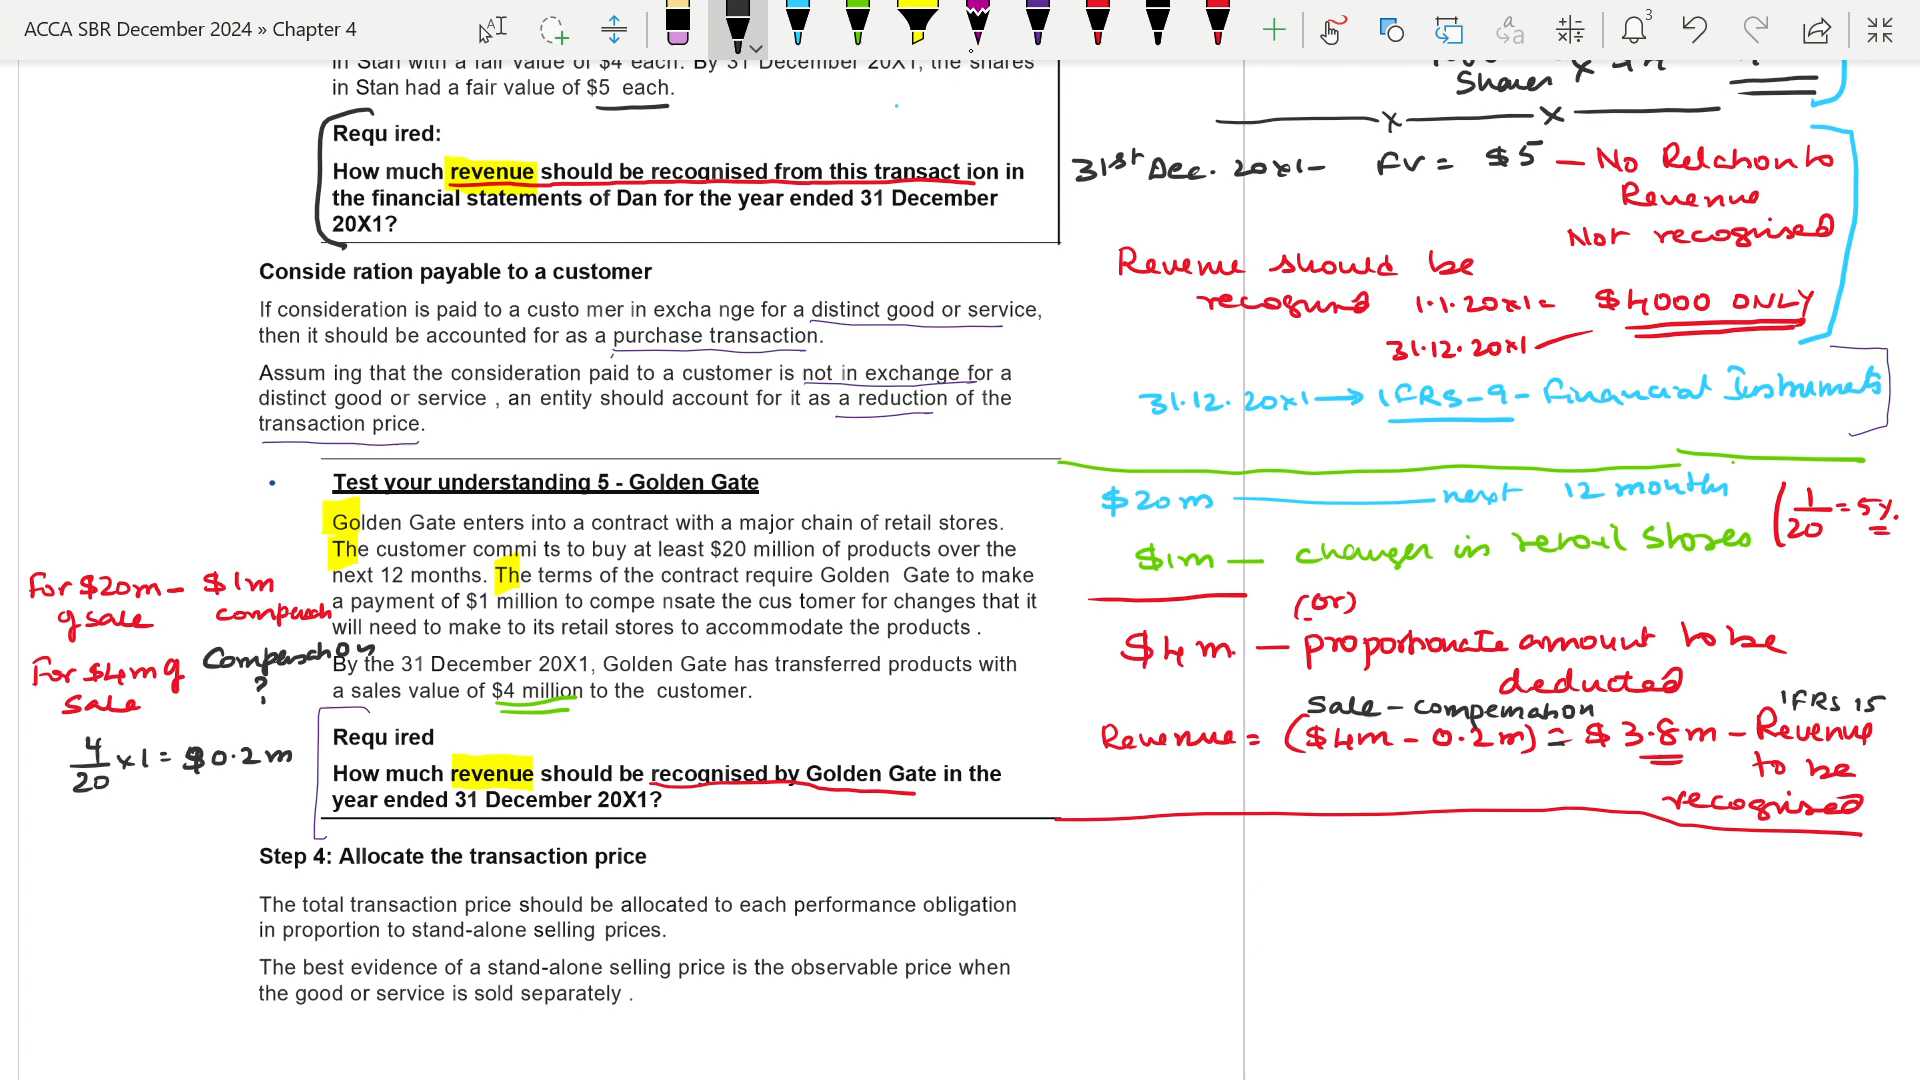 ACCA SBR December 2024 » Chapter 4
3
in Stan with a fair value of $4 each. By 31 December 20X1, the shares
in Stan had a fair value of $5 each.
Requ ired:
How much revenue should be recognised from this transact ion in
the financial statements of Dan for the year ended 31 December
20X1?
Conside ration payable to a customer
If consideration is paid to a custo mer in excha nge for a distinct good or service,
then it should be accounted for as a purchase transaction.
Assum ing that the consideration paid to a customer is not in exchange for a
distinct good or service , an entity should account for it as a reduction of the
transaction price.
Test your understanding 5 - Golden Gate
Golden Gate enters into a contract with a major chain of retail stores.
The customer commi ts to buy at least $20 million of products over the
next 12 months. The terms of the contract require Golden Gate to make
a payment of $1 million to compe nsate the cus tomer for changes that it
will need to make to its retail stores to accommodate the products .
By the 31 December 20X1, Golden Gate has transferred products with
a sales value of $4 million to the customer.
Requ ired
How much revenue should be recognised by Golden Gate in the
year ended 31 December 20X1?
Step 4: Allocate the transaction price
The total transaction price should be allocated to each performance obligation
in proportion to stand-alone selling prices.
The best evidence of a stand-alone selling price is the observable price when
the good or service is sold separately .
For $20m - $1m
of sale
For $4m of Compensation
sale ?
4/20 x 1 = $0.2m
Shares x
x x
31st Dec. 20x1- FV = $5 - No Relation to
Revenue
Not recognised
Revenue should be
recognised 1.1.20x1= $4000 ONLY
31.12.20x1
31.12.20x1 → IFRS-9 - Financial Instruments
$20m next 12 months (1/20 = 5%.
$1m - changes in retail stores
(or)
$4m. - proportionate amount to be
deducted
Sale - compensation IFRS 15
Revenue = ($4m - 0.2m) = $3.8m - Revenue
to be
recognised